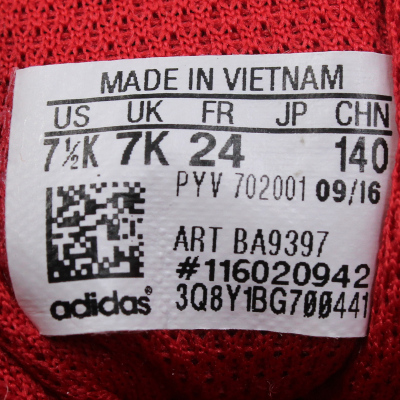 MADE IN VIETNAM
US UK FR JP CHN
7½K 7K 24 140
PYV 702001 09/16
ART BA9397
#116020942
adidas 3Q8Y1BG700441